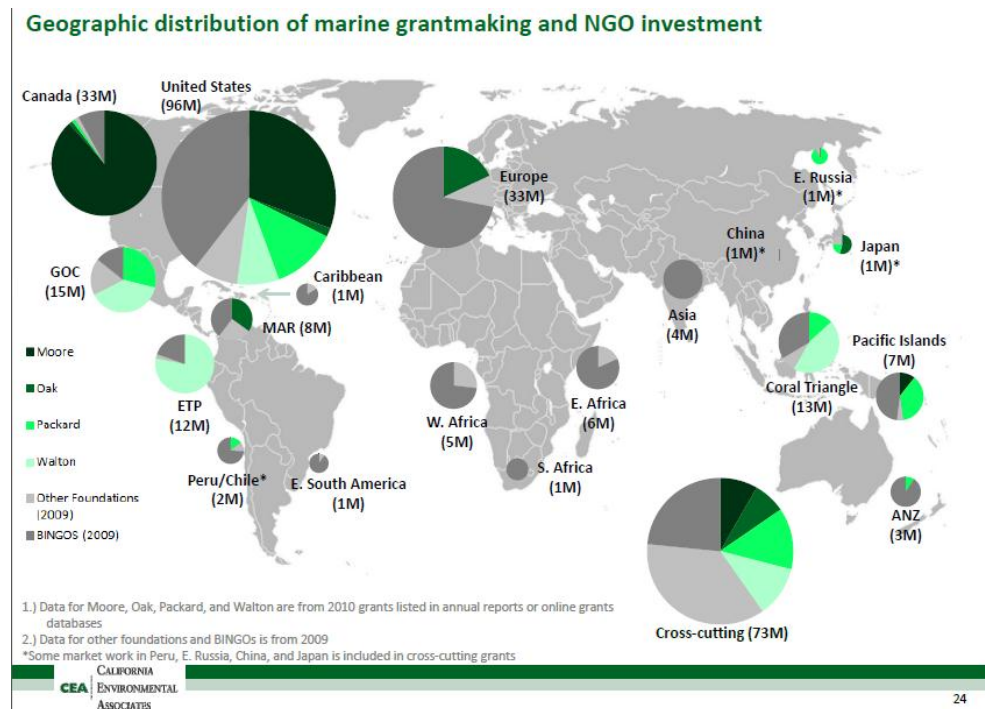 Geographic distribution of marine grantmaking and NGO investment
Canada (33M)
United States
(96M)
Europe
(33M)
E. Russia
(1M)*
China
(1M)*
Japan
(1M)*
GOC
(15M)
Caribbean
(1M)
MAR (8M)
Asia
(4M)
Pacific Islands
(7M)
Coral Triangle
(13M)
ETP
(12M)
W. Africa
(5M)
E. Africa
(6M)
S. Africa
(1M)
Peru/Chile*
(2M)
E. South America
(1M)
ANZ
(3M)
Cross-cutting (73M)
Moore
Oak
Packard
Walton
Other Foundations
(2009)
BINGOS (2009)
1.) Data for Moore, Oak, Packard, and Walton are from 2010 grants listed in annual reports or online grants
databases
2.) Data for other foundations and BINGOs is from 2009
*Some market work in Peru, E. Russia, China, and Japan is included in cross-cutting grants
CEA
CALIFORNIA
ENVIRONMENTAL
ASSOCIATES
24